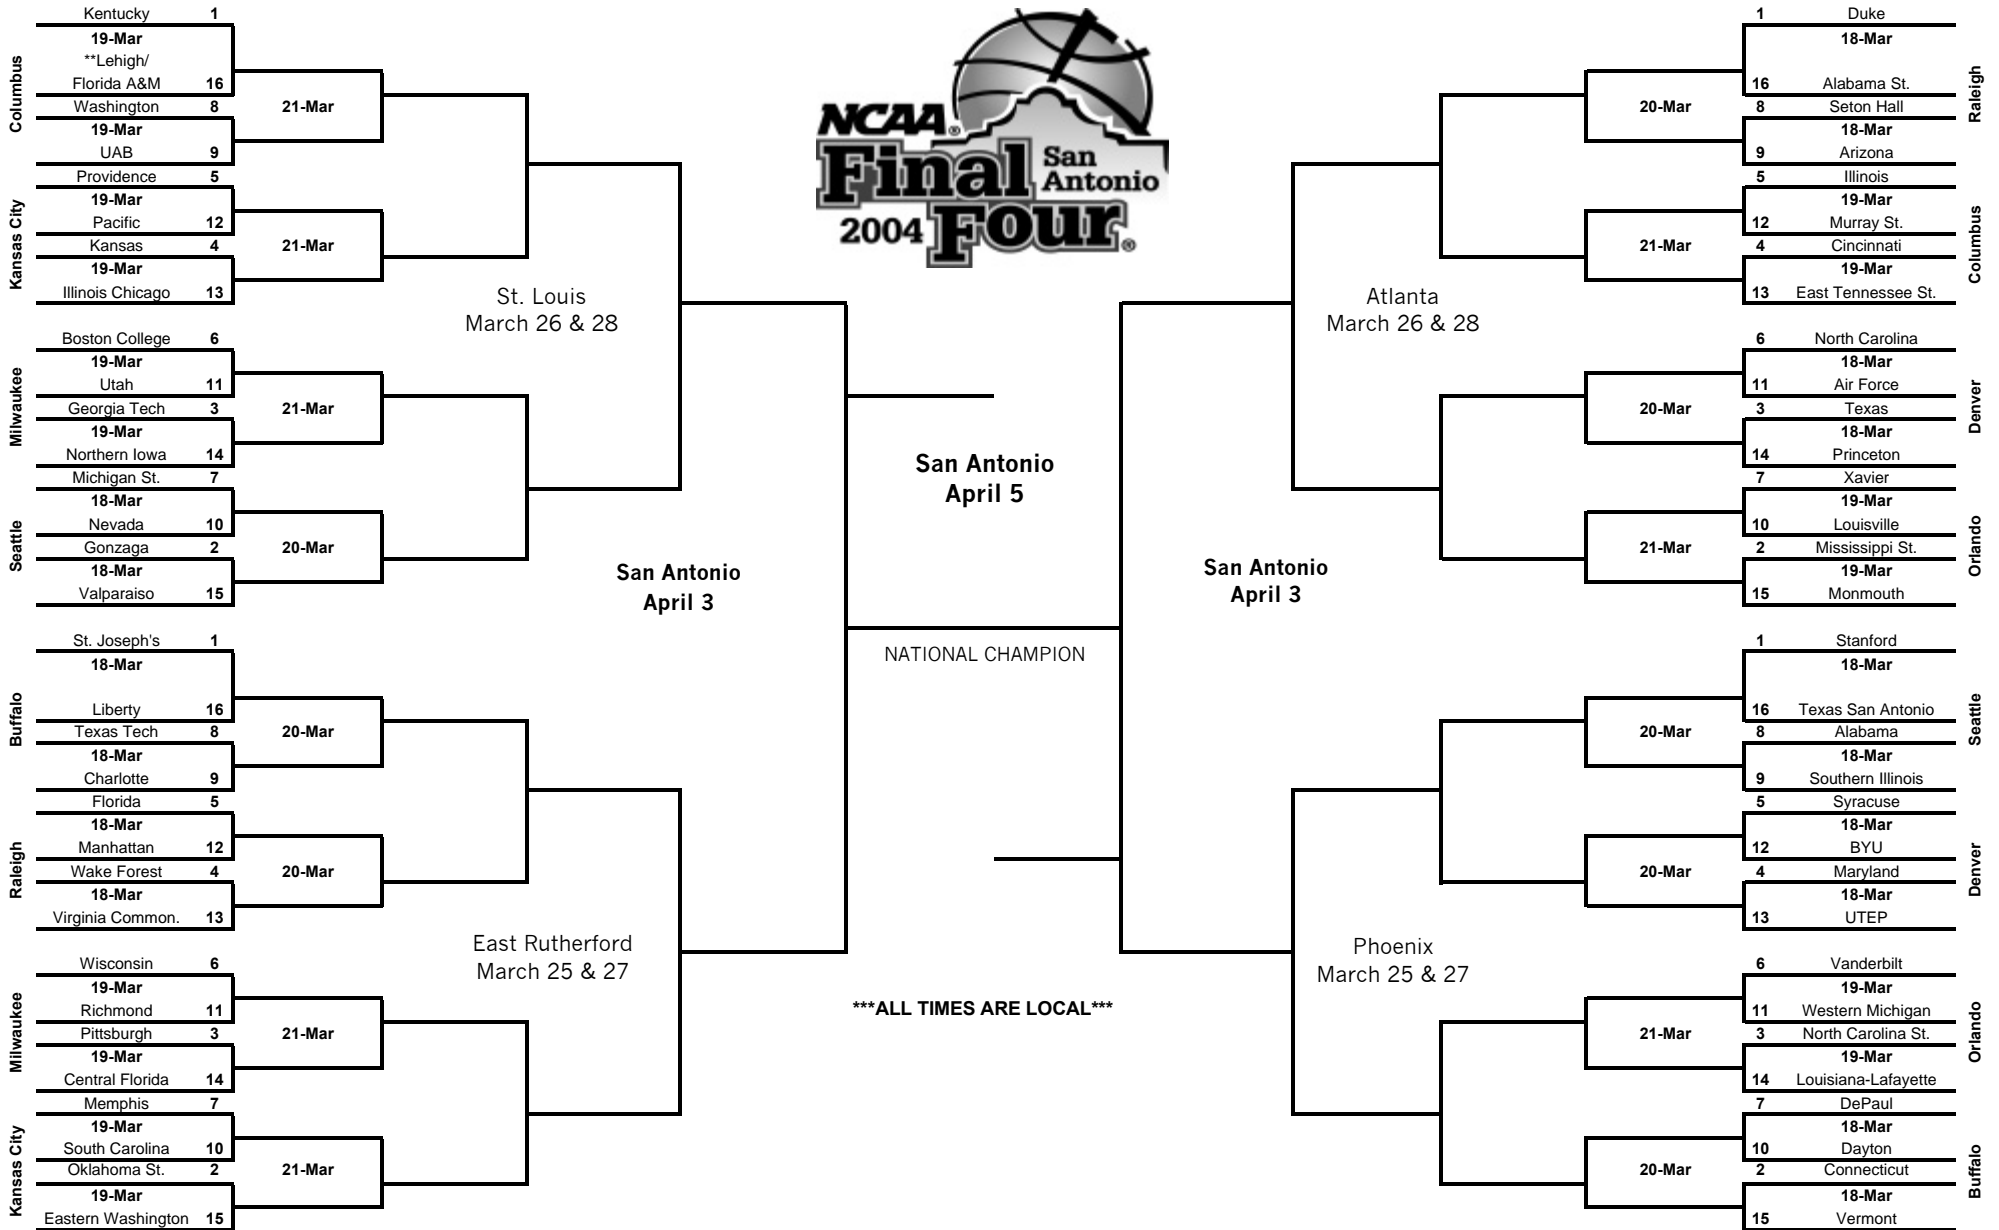 Kentucky 1
19-Mar
**Lehigh/
Florida A&M 16
Washington 8
19-Mar
UAB 9
Columbus
21-Mar
Providence 5
19-Mar
Pacific 12
Kansas 4
19-Mar
Illinois Chicago 13
Kansas City
21-Mar
St. Louis
March 26 & 28
Boston College 6
19-Mar
Utah 11
Georgia Tech 3
19-Mar
Northern Iowa 14
Milwaukee
21-Mar
Michigan St. 7
18-Mar
Nevada 10
Gonzaga 2
18-Mar
Valparaiso 15
Seattle
20-Mar
San Antonio
April 3
St. Joseph's 1
18-Mar
Liberty 16
Texas Tech 8
18-Mar
Charlotte 9
Buffalo
20-Mar
Florida 5
18-Mar
Manhattan 12
Wake Forest 4
18-Mar
Virginia Common. 13
Raleigh
20-Mar
East Rutherford
March 25 & 27
Wisconsin 6
19-Mar
Richmond 11
Pittsburgh 3
19-Mar
Central Florida 14
Milwaukee
21-Mar
Memphis 7
19-Mar
South Carolina 10
Oklahoma St. 2
19-Mar
Eastern Washington 15
Kansas City
21-Mar
NCAA®
Final San
Antonio
2004 Four®
San Antonio
April 5
NATIONAL CHAMPION
***ALL TIMES ARE LOCAL***
1 Duke
18-Mar
16 Alabama St.
8 Seton Hall
18-Mar
9 Arizona
Raleigh
20-Mar
5 Illinois
19-Mar
12 Murray St.
4 Cincinnati
19-Mar
13 East Tennessee St.
Columbus
21-Mar
Atlanta
March 26 & 28
6 North Carolina
18-Mar
11 Air Force
3 Texas
18-Mar
14 Princeton
Denver
20-Mar
7 Xavier
19-Mar
10 Louisville
2 Mississippi St.
19-Mar
15 Monmouth
Orlando
21-Mar
San Antonio
April 3
1 Stanford
18-Mar
16 Texas San Antonio
8 Alabama
18-Mar
9 Southern Illinois
Seattle
20-Mar
5 Syracuse
18-Mar
12 BYU
4 Maryland
18-Mar
13 UTEP
Denver
20-Mar
Phoenix
March 25 & 27
6 Vanderbilt
19-Mar
11 Western Michigan
3 North Carolina St.
19-Mar
14 Louisiana-Lafayette
Orlando
21-Mar
7 DePaul
18-Mar
10 Dayton
2 Connecticut
18-Mar
15 Vermont
Buffalo
20-Mar